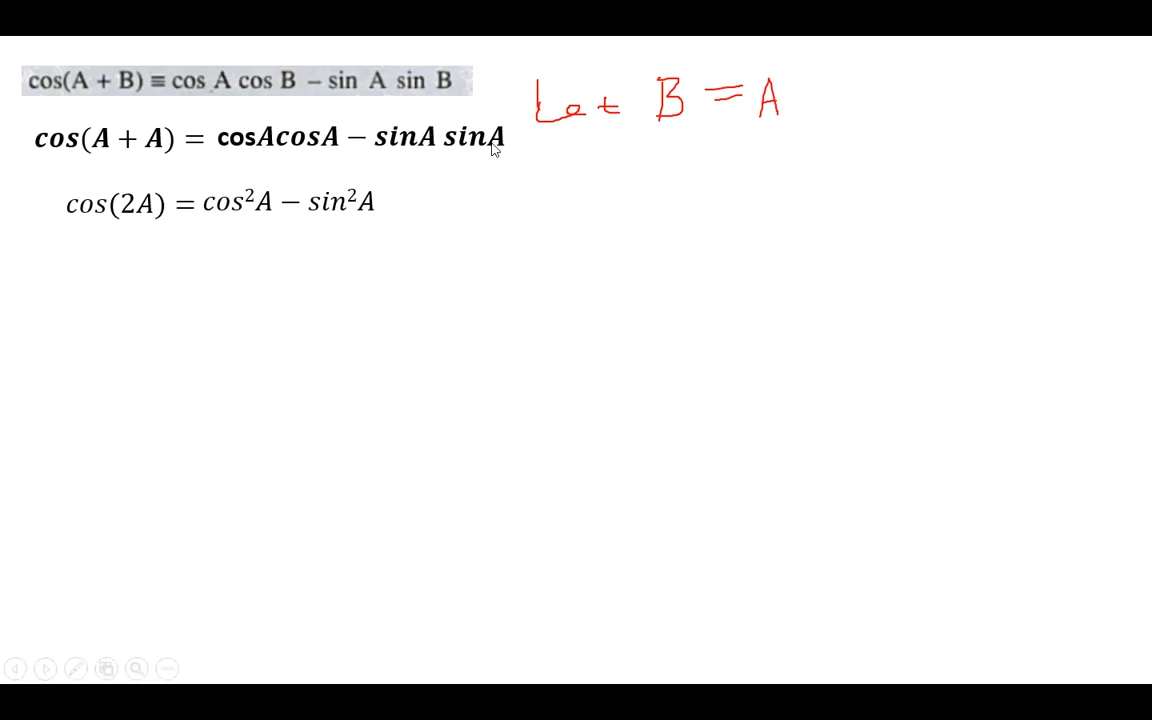 cos(A + B) ≡ cos A cos B – sin A sin B
Let B = A
cos(A + A) = cosAcosA − sinA sinA
cos(2A) = cos²A − sin²A